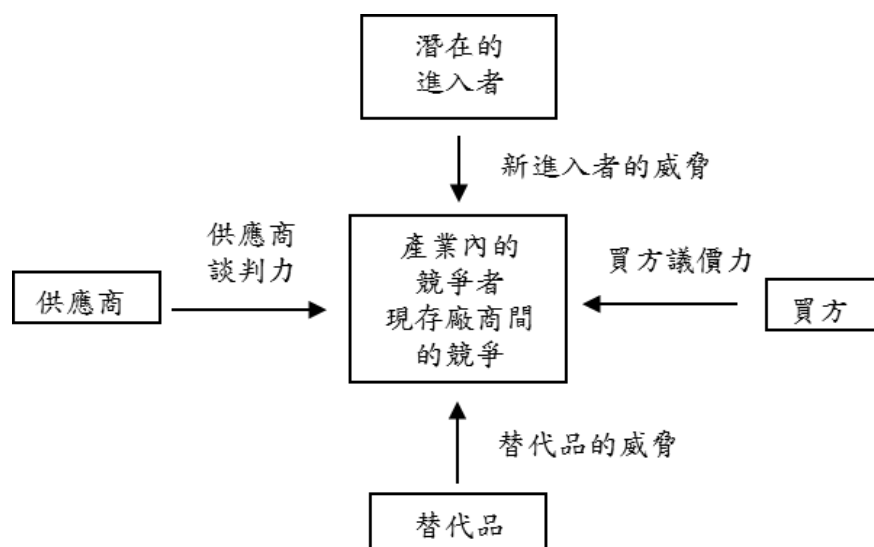 潛在的
進入者
新進入者的威脅
供應商
談判力
產業內的
競爭者
現存廠商間
的競爭
買方議價力
供應商
買方
替代品的威脅
替代品